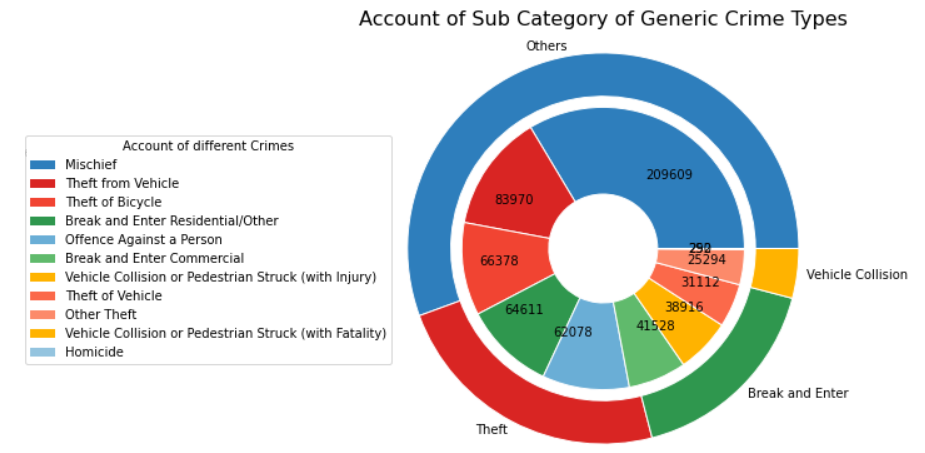 Account of Sub Category of Generic Crime Types
Others
Account of different Crimes
Mischief
Theft from Vehicle
Theft of Bicycle
Break and Enter Residential/Other
Offence Against a Person
Break and Enter Commercial
Vehicle Collision or Pedestrian Struck (with Injury)
Theft of Vehicle
Other Theft
Vehicle Collision or Pedestrian Struck (with Fatality)
Homicide
209609
83970
66378
64611
62078
41528
38916
31112
25294
Vehicle Collision
Break and Enter
Theft